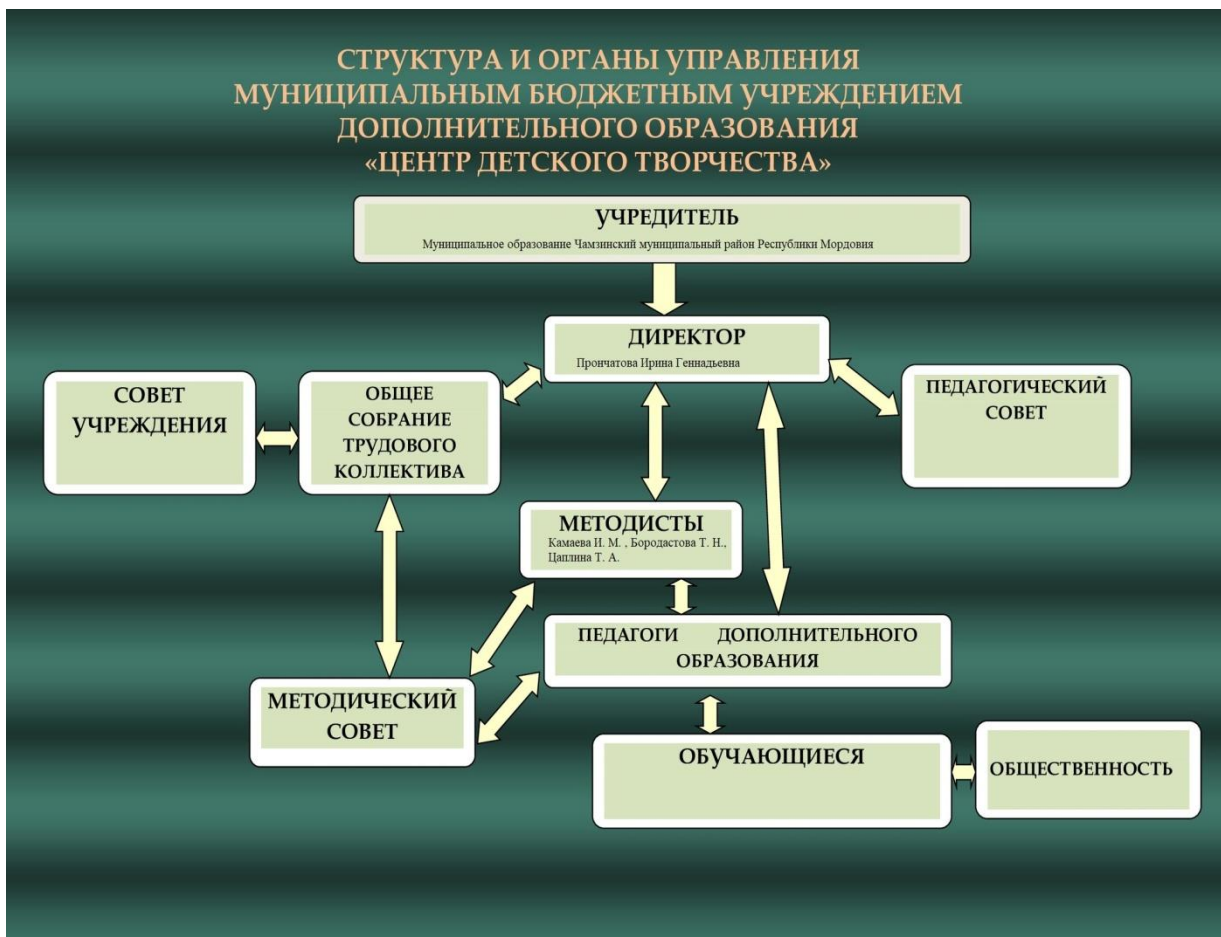 СТРУКТУРА И ОРГАНЫ УПРАВЛЕНИЯ
МУНИЦИПАЛЬНЫМ БЮДЖЕТНЫМ УЧРЕЖДЕНИЕМ
ДОПОЛНИТЕЛЬНОГО ОБРАЗОВАНИЯ
«ЦЕНТР ДЕТСКОГО ТВОРЧЕСТВА»
УЧРЕДИТЕЛЬ
Муниципальное образование Чамзинский муниципальный район Республики Мордовия
ДИРЕКТОР
Прончатова Ирина Геннадьевна
СОВЕТ
УЧРЕЖДЕНИЯ
ОБЩЕЕ
СОБРАНИЕ
ТРУДОВОГО
КОЛЛЕКТИВА
ПЕДАГОГИЧЕСКИЙ
СОВЕТ
МЕТОДИСТЫ
Камаева И. М. , Бородастова Т. Н.,
Цаплина Т. А.
ПЕДАГОГИ ДОПОЛНИТЕЛЬНОГО
ОБРАЗОВАНИЯ
МЕТОДИЧЕСКИЙ
СОВЕТ
ОБУЧАЮЩИЕСЯ
ОБЩЕСТВЕННОСТЬ